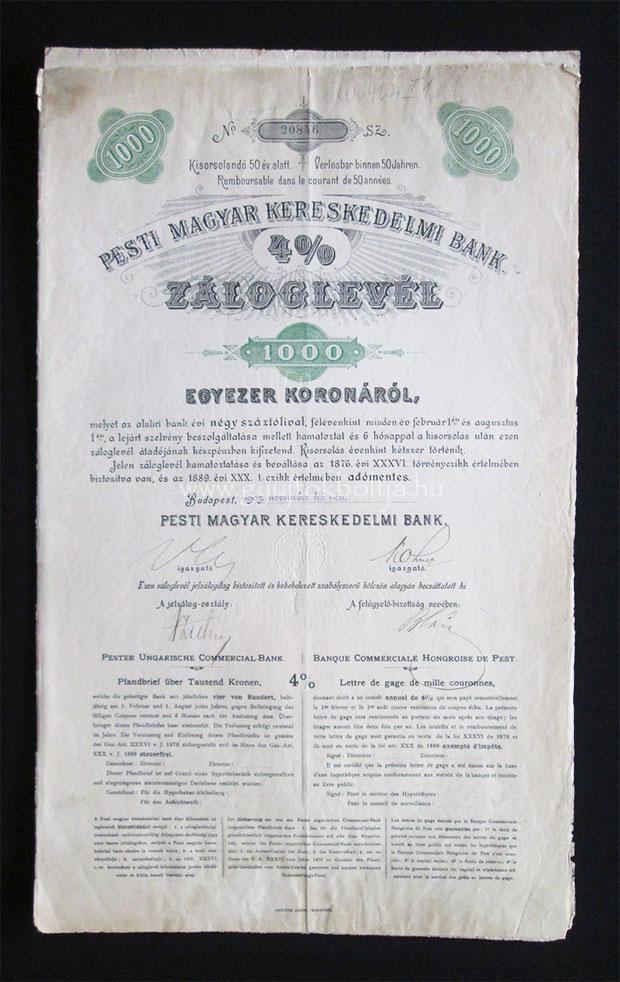 1000
No 20846 SZ.
1000
Kisorsolandó 50 év alatt. Verlosbar binnen 50 Jahren.
Remboursable dans le courant de 50 années.
PESTI MAGYAR KERESKEDELMI BANK.
4%
ZÁLOGLEVÉL
1000
EGYEZER KORONÁRÓL,
melyet az alulirt bank évi négy száztólival, félévenkint minden év február 1én és augusztus
1én, a lejárt szelvény beszolgáltatása mellett kamatoztat és 6 hónappal a kisorsolás után ezen
záloglevél átadójának készpénzben kifizetend. Kisorsolás évenkint kétszer történik.
Jelen záloglevél kamatoztatása és beváltása az 1876. évi XXXVI. törvényczikk értelmében
biztosítva van, és az 1889. évi XXX. t.-czikk értelmében adómentes.
www.gyujtokboltja.hu
Budapest, 1905. november
PESTI MAGYAR KERESKEDELMI BANK.
igazgató. igazgató.
Ezen záloglevél jelzálogilag biztosított és bekebelezett szabályszerű kölcsön alapján bocsáttatott ki.
A jelzálog-osztály: A felügyelő-bizottság nevében:
PESTER UNGARISCHE COMMERCIAL-BANK.
Pfandbrief über Tausend Kronen,
welche die gefertigte Bank mit jährlichen vier von Hundert, halb-
jährig am 1. Februar und 1. August jedes Jahres, gegen Beibringung des
fälligen Coupons verzinst und 6 Monate nach der Auslosung dem Über-
bringer dieses Pfandbriefes baar einbezahlt. Die Verlosung erfolgt zweimal
im Jahre. Die Verzinsung und Einlösung dieses Pfandbriefes ist gemäss
des Ges.-Art. XXXVI v. J. 1876 sichergestellt und im Sinne des Ges.-Art.
XXX v. J. 1889 steuerfrei.
Gezeichnet: Director: Director:
Dieser Pfandbrief ist auf Grund eines hypothekarisch sichergestellten
und eingetragenen statutenmässigen Darlehens emittirt worden.
Gezeichnet: Für die Hypothekar-Abtheilung:
Für den Aufsichtsrath:
4%
BANQUE COMMERCIALE HONGROISE DE PEST.
Lettre de gage de mille couronnes,
donnant droit à un intérêt annuel de 4% qui sera payé semestriellement
le 1er février et le 1er août contre restitution du coupon échu. La présente
lettre de gage sera remboursée au porteur six mois après son tirage; les
tirages auront lieu deux fois par an. Les intérêts et le remboursement de
cette lettre de gage sont garantis en vertu de la loi XXXVI de 1876 et
ils sont en vertu de la loi art. XXX de 1889 exempts d'impôts.
Signé: Directeur: Directeur:
Il est certifié que la présente lettre de gage a été émise sur la base
d'une hypothèque acquise conformément aux statuts de la banque et inscrite
en livre public.
Signé: Pour le service des Hypothèques:
Pour le conseil de surveillance: